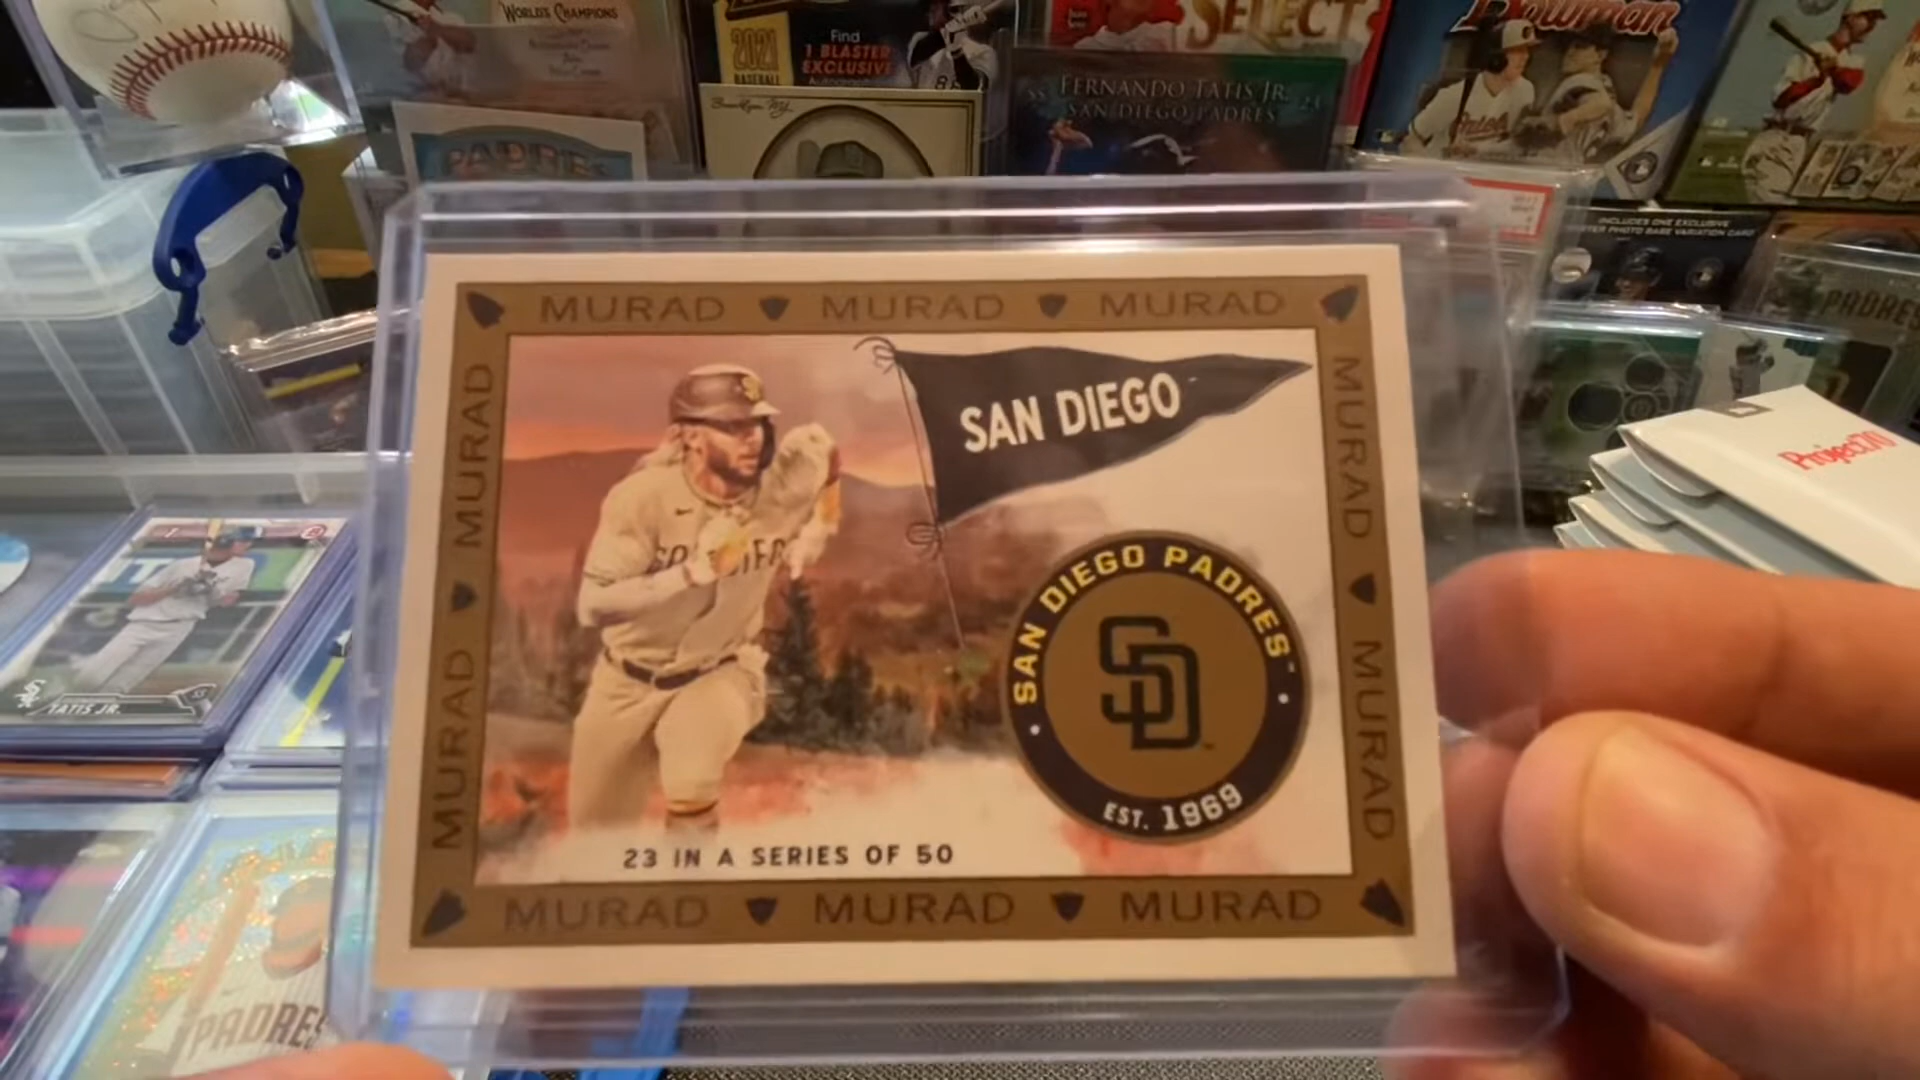 WORLD'S CHAMPIONS
2021
BASEBALL
Find
1 BLASTER
EXCLUSIVE
SELECT
Bowman
FERNANDO TATIS JR.
SAN DIEGO PADRES
PADRES
Brooklyn, N.Y.
INCLUDES ONE EXCLUSIVE
PHOTO BASE VARIATION CARD
PADRES
Project70
MURAD MURAD MURAD
MURAD MURAD
SAN DIEGO
MURAD MURAD
SAN DIEGO PADRES
SD
EST. 1969
23 IN A SERIES OF 50
MURAD MURAD MURAD
TATIS JR.
PADRES